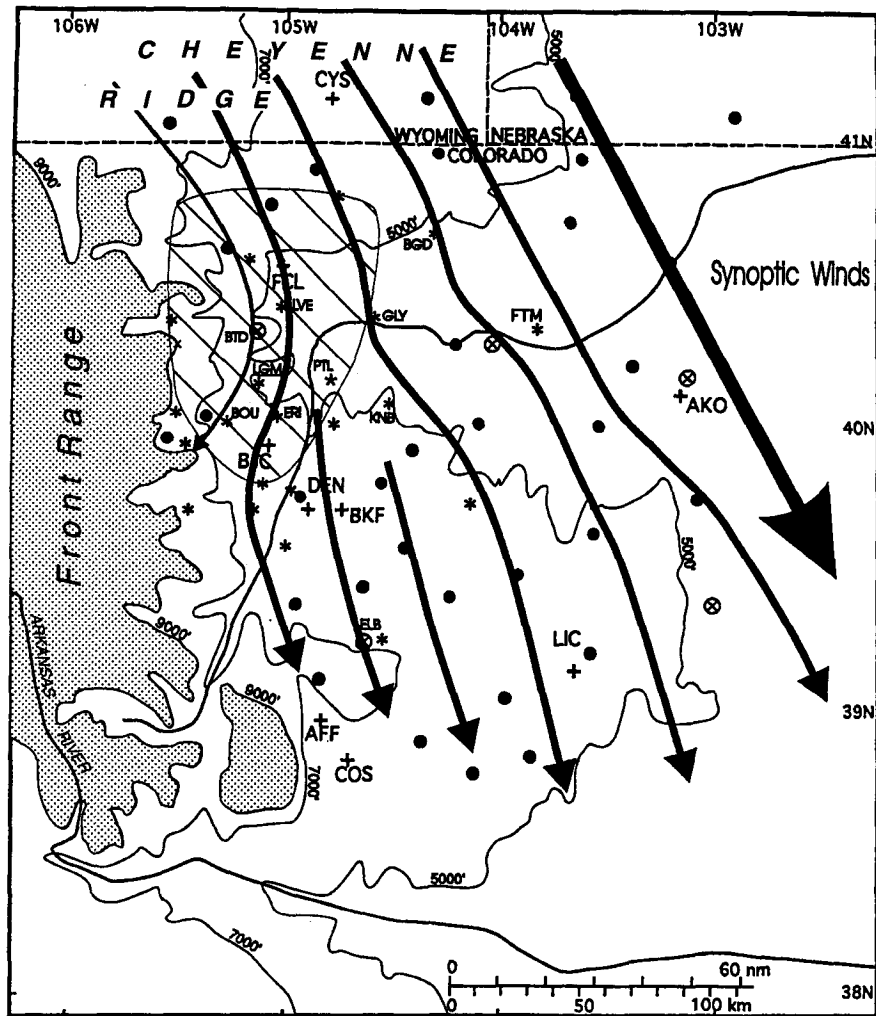 106W 105W 104W 103W
C H E Y E N N E
7000'
5000'
CYS
R I D G E
WYOMING NEBRASKA
COLORADO
41N
9000'
5000'
BGD
FCL
Synoptic Winds
LVE
GLY
FTM
BTD
LGM
PTL
AKO
BOU
ERI
KNB
40N
Front Range
DEN
BKF
5000'
9000'
ELB
LIC
ARKANSAS
RIVER
9000'
39N
AFF
COS
7000'
5000'
7000'
0 60 nm
38N
0 50 100 km